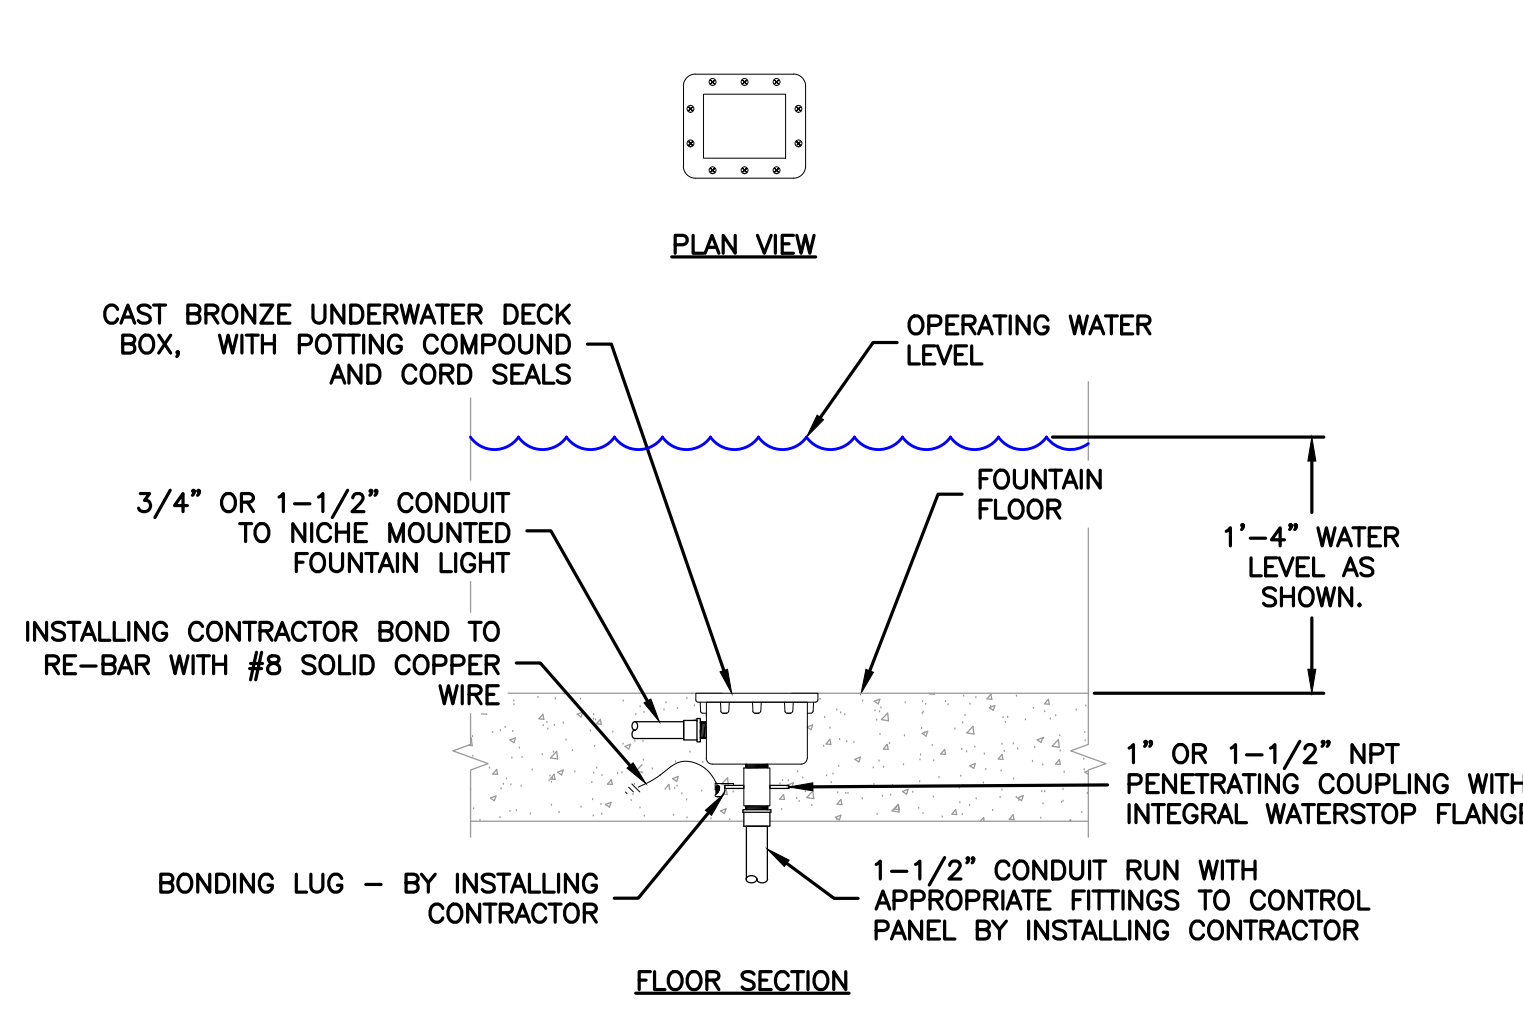 PLAN VIEW
CAST BRONZE UNDERWATER DECK
BOX, WITH POTTING COMPOUND
AND CORD SEALS
OPERATING WATER
LEVEL
FOUNTAIN
FLOOR
3/4" OR 1-1/2" CONDUIT
TO NICHE MOUNTED
FOUNTAIN LIGHT
1'-4" WATER
LEVEL AS
SHOWN.
INSTALLING CONTRACTOR BOND TO
RE-BAR WITH #8 SOLID COPPER
WIRE
1" OR 1-1/2" NPT
PENETRATING COUPLING WITH
INTEGRAL WATERSTOP FLANGE
BONDING LUG - BY INSTALLING
CONTRACTOR
1-1/2" CONDUIT RUN WITH
APPROPRIATE FITTINGS TO CONTROL
PANEL BY INSTALLING CONTRACTOR
FLOOR SECTION